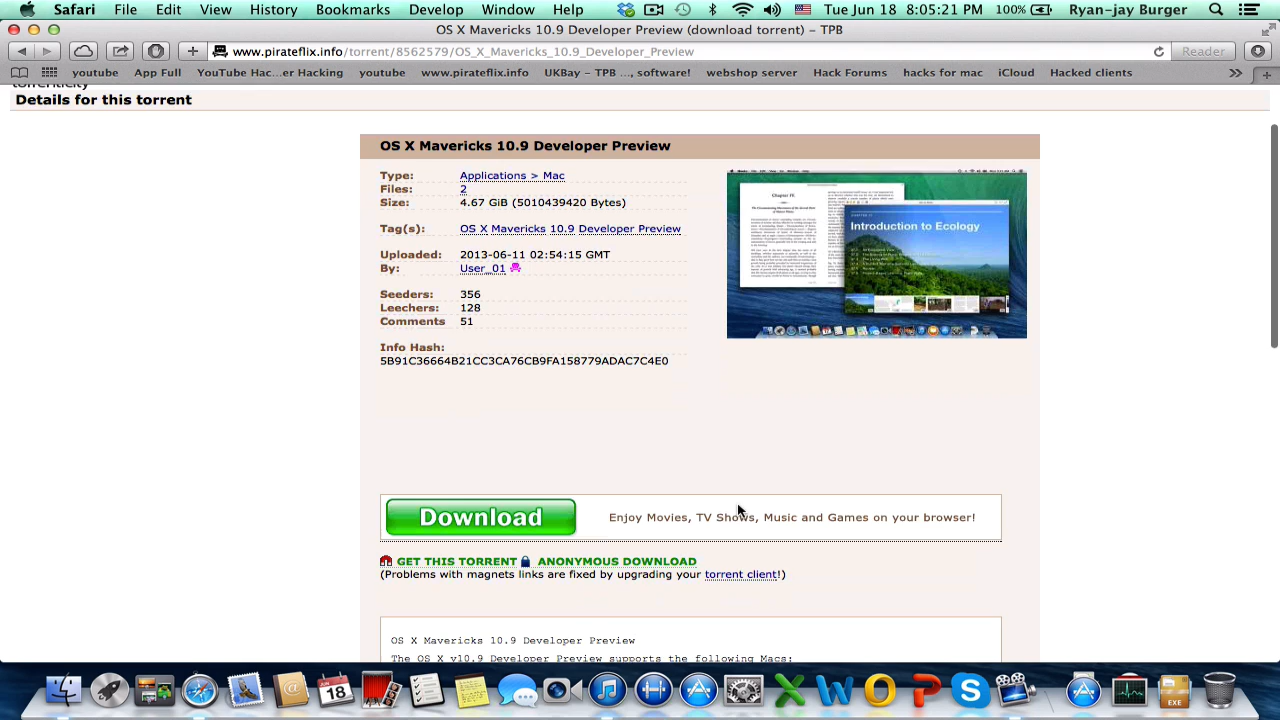 Safari File Edit View History Bookmarks Develop Window Help Tue Jun 18 8:05:21 PM 100% Ryan-jay Burger
OS X Mavericks 10.9 Developer Preview (download torrent) – TPB
www.pirateflix.info/torrent/8562579/OS_X_Mavericks_10.9_Developer_Preview Reader
youtube App Full YouTube Hac...er Hacking youtube www.pirateflix.info UKBay – TPB ..., software! webshop server Hack Forums hacks for mac iCloud Hacked clients
Details for this torrent
OS X Mavericks 10.9 Developer Preview
Type: Applications > Mac
Files: 2
Size: 4.67 GiB (5010439420 Bytes)
Tag(s): OS X Mavericks 10.9 Developer Preview
Uploaded: 02:54:15 GMT
By:
Seeders: 356
Leechers: 128
Comments 51
Info Hash:
5B91C36664B21CC3CA76CB9FA158779ADAC7C4E0
Introduction to Ecology
Download Enjoy Movies, TV Shows, Music and Games on your browser!
GET THIS TORRENT ANONYMOUS DOWNLOAD
(Problems with magnets links are fixed by upgrading your torrent client!)
OS X Mavericks 10.9 Developer Preview
The OS X v10.9 Developer Preview supports the following Macs:
18
EXE